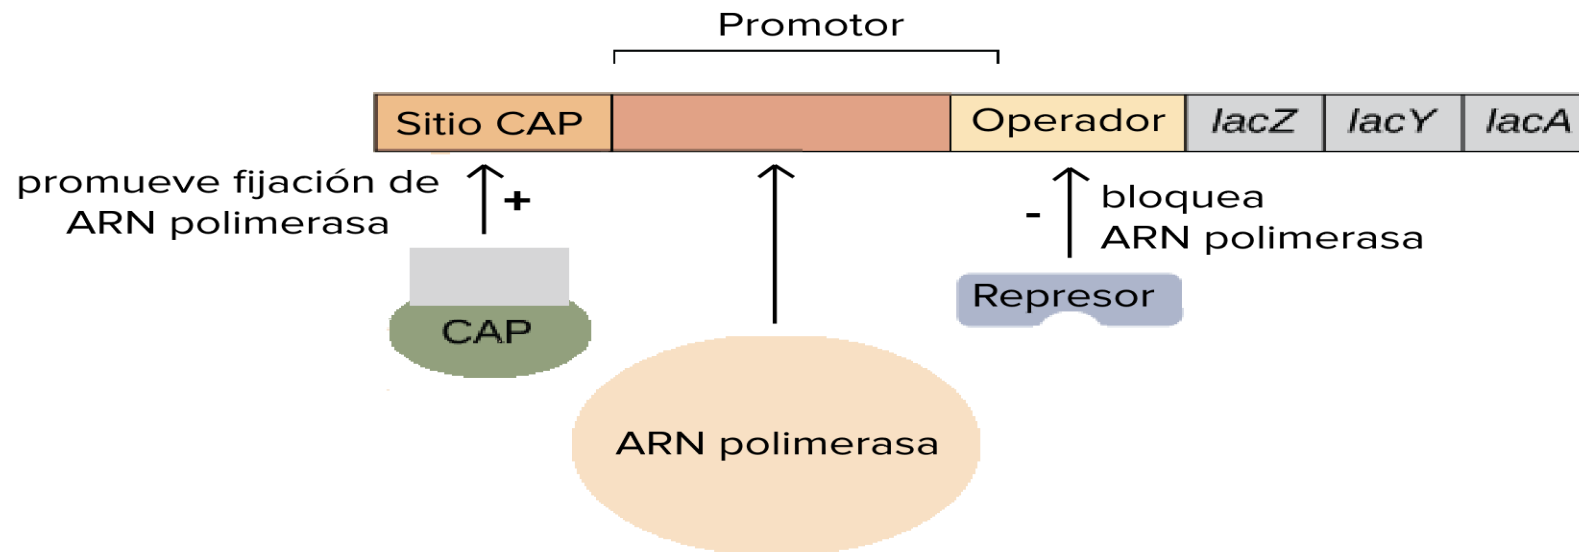 Promotor
Sitio CAP
Operador
lacZ
lacY
lacA
promueve fijación de
ARN polimerasa
+
-
bloquea
ARN polimerasa
CAP
Represor
ARN polimerasa